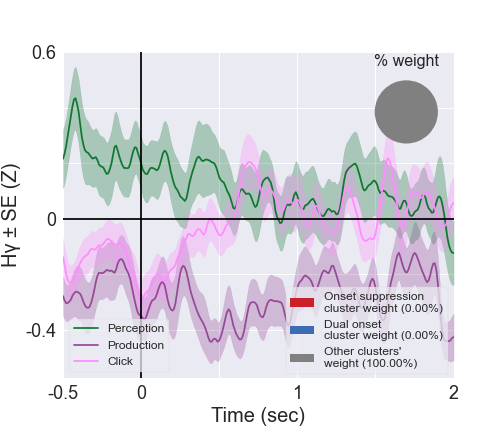 % weight
0.6
0
-0.4
Hγ ± SE (Z)
Perception
Production
Click
Onset suppression
cluster weight (0.00%)
Dual onset
cluster weight (0.00%)
Other clusters'
weight (100.00%)
-0.5
0
1
2
Time (sec)